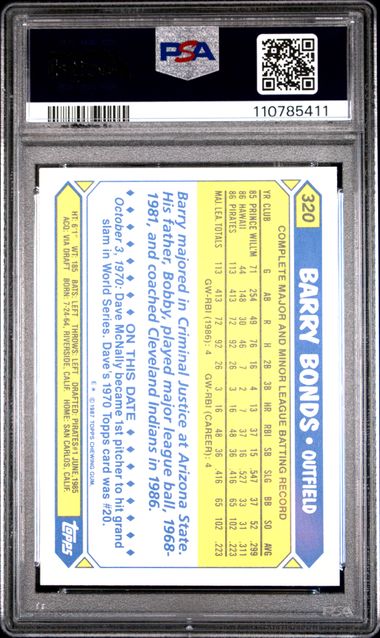 PSA
110785411
320
BARRY BONDS • OUTFIELD
COMPLETE MAJOR AND MINOR LEAGUE BATTING RECORD
YR CLUB G AB R H 2B 3B HR RBI SB SLG BB SO AVG
85 PRINCE WILL'M 71 254 49 76 16 4 13 37 15 .547 37 52 .299
86 HAWAII 44 148 30 46 7 2 7 37 16 .527 33 31 .311
86 PIRATES 113 413 72 92 26 3 16 48 36 .416 65 102 .223
MAJ LEA TOTALS 113 413 72 92 26 3 16 48 36 .416 65 102 .223
GW-RBI (1986): 4 GW-RBI (CAREER): 4
Barry majored in Criminal Justice at Arizona State.
His father, Bobby, played major league ball, 1968-
1981, and coached Cleveland Indians in 1986.
ON THIS DATE
October 3, 1970: Dave McNally became 1st pitcher to hit grand
slam in World Series. Dave's 1970 Topps card was #20.
© 1987 TOPPS CHEWING GUM.
HT: 6'1" WT: 185 BATS: LEFT THROWS: LEFT DRAFTED: PIRATES #1-JUNE, 1985
ACQ: VIA DRAFT BORN: 7-24-64, RIVERSIDE, CALIF. HOME: SAN CARLOS, CALIF.
topps